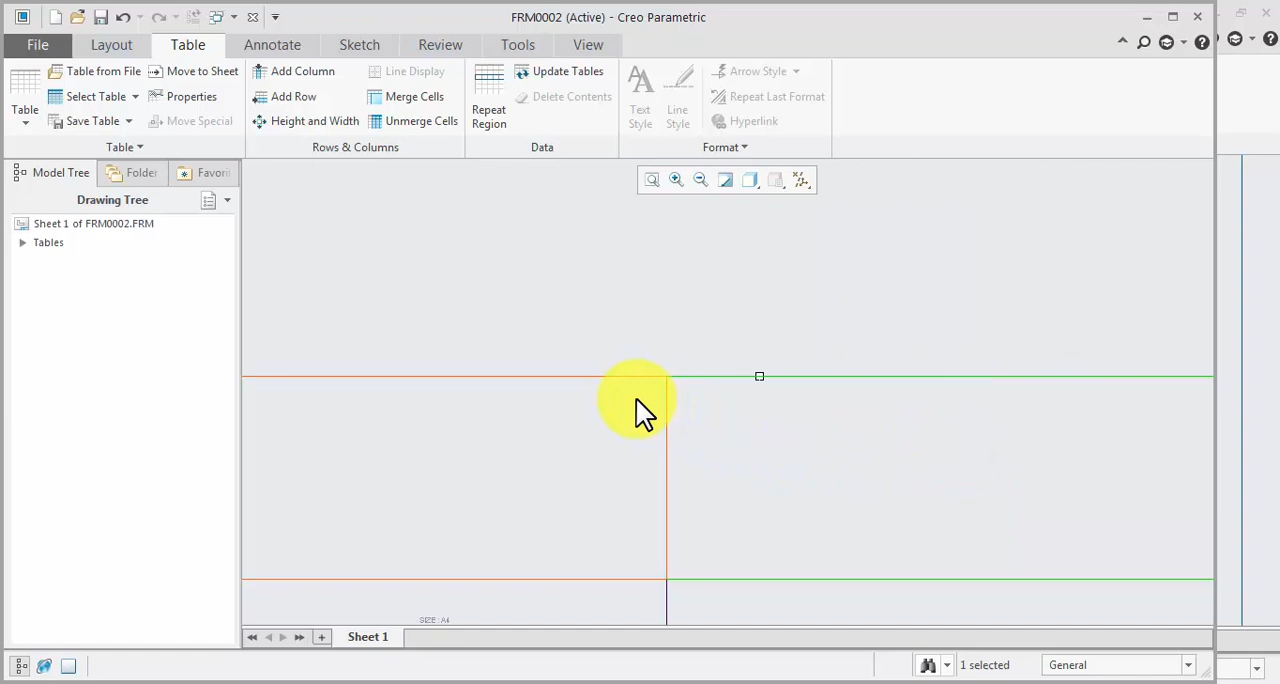 FRM0002 (Active) - Creo Parametric
File Layout Table Annotate Sketch Review Tools View
Table
Table from File
Select Table
Save Table
Move to Sheet
Properties
Move Special
Table
Add Column
Add Row
Height and Width
Line Display
Merge Cells
Unmerge Cells
Rows & Columns
Repeat
Region
Update Tables
Delete Contents
Data
Text
Style
Line
Style
Arrow Style
Repeat Last Format
Hyperlink
Format
Model Tree Folder Favori
Drawing Tree
Sheet 1 of FRM0002.FRM
Tables
SIZE : A4
Sheet 1
1 selected
General